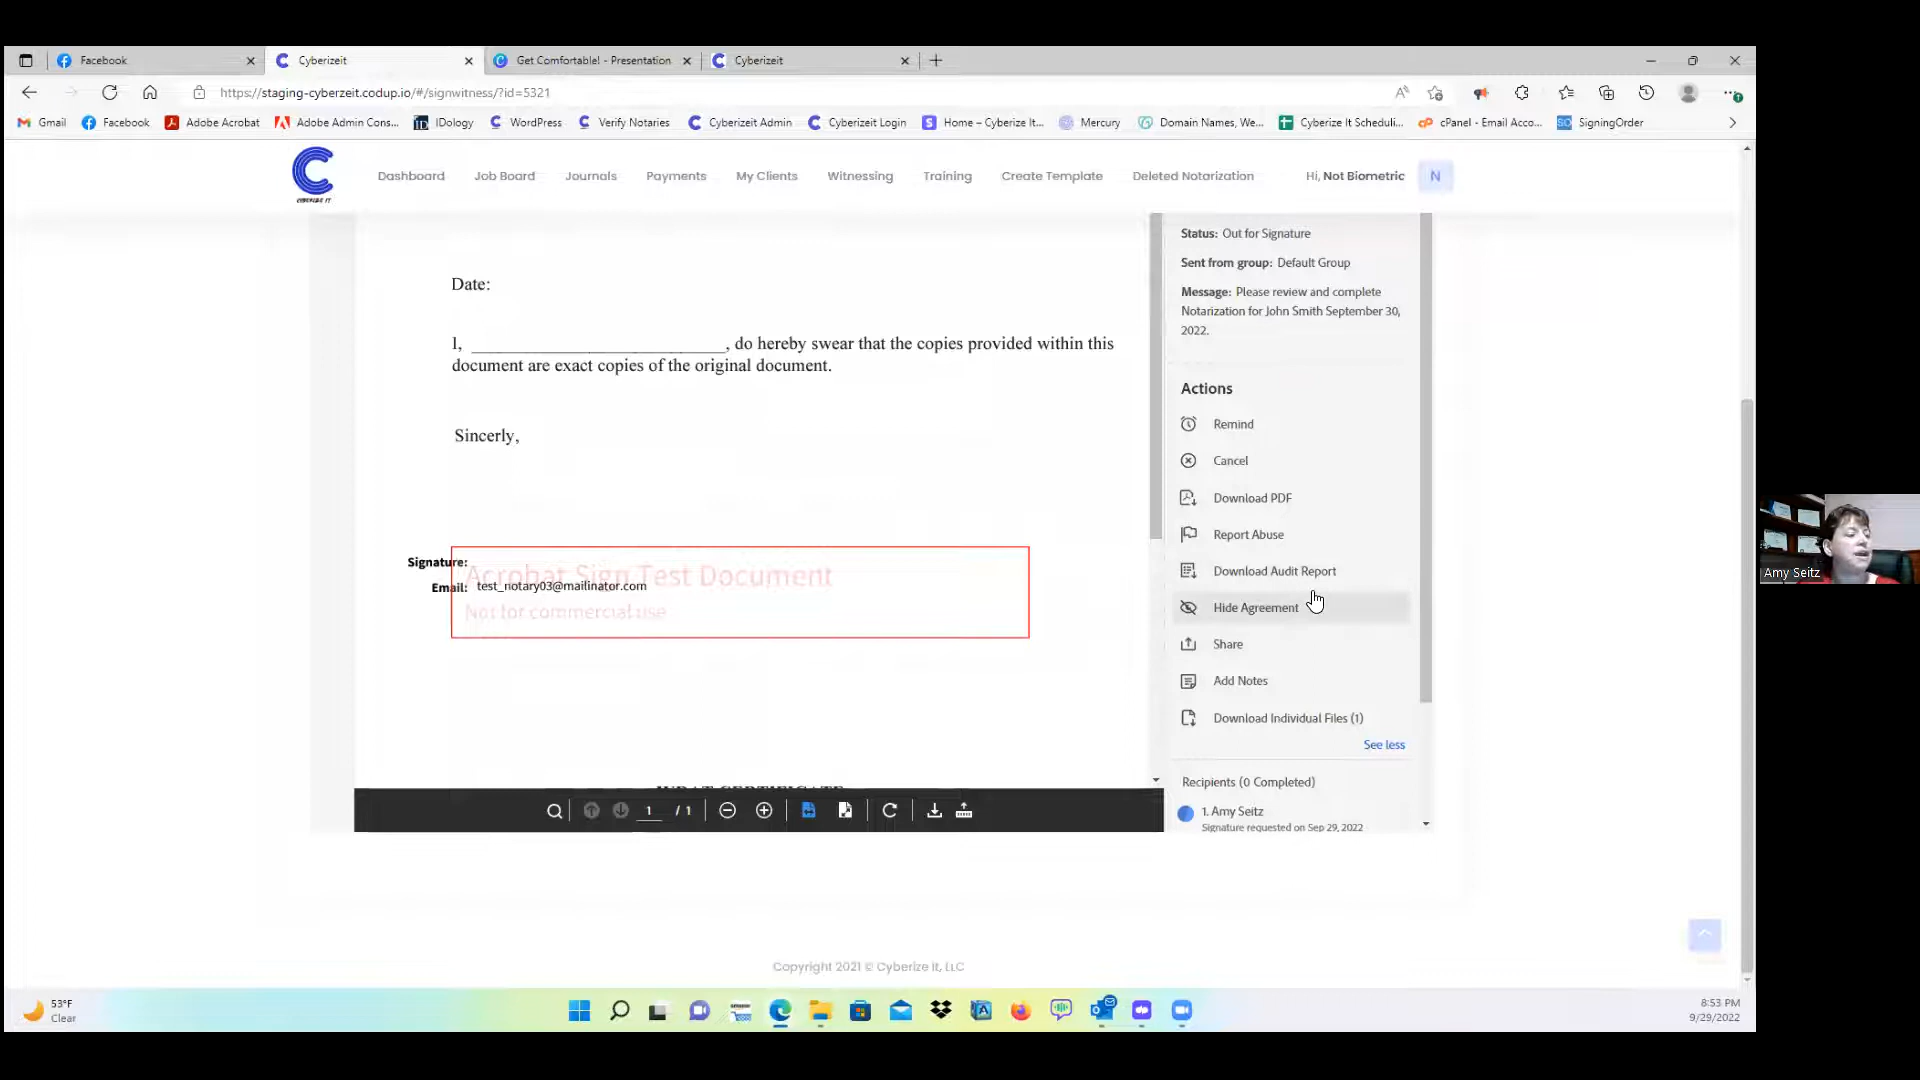 Facebook
Cyberizeit
Get Comfortable! - Presentation
Cyberizeit
https://staging-cyberzeit.codup.io/#/signwitness/?id=5321
Gmail
Facebook
Adobe Acrobat
Adobe Admin Cons...
IDology
WordPress
Verify Notaries
Cyberizeit Admin
Cyberizeit Login
Home – Cyberize It...
Mercury
Domain Names, We...
Cyberize It Scheduli...
cPanel - Email Acco...
SigningOrder
CYBERIZE IT
Dashboard
Job Board
Journals
Payments
My Clients
Witnessing
Training
Create Template
Deleted Notarization
Hi, Not Biometric
N
Status: Out for Signature
Sent from group: Default Group
Message: Please review and complete
Notarization for John Smith September 30,
2022.
Date:
I, ____________________________, do hereby swear that the copies provided within this
document are exact copies of the original document.
Sincerly,
Signature:
Acrobat Sign Test Document
Email: test_notary03@mailinator.com
Not for commercial use
1 / 1
Actions
Remind
Cancel
Download PDF
Report Abuse
Download Audit Report
Hide Agreement
Share
Add Notes
Download Individual Files (1)
See less
Recipients (0 Completed)
1. Amy Seitz
Signature requested on Sep 29, 2022
Amy Seitz
Copyright 2021 © Cyberize It, LLC
53°F
Clear
8:53 PM
9/29/2022